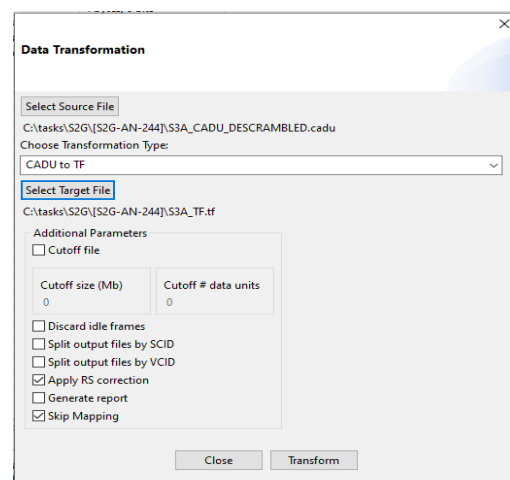 Data Transformation
Select Source File
C:\tasks\S2G\[S2G-AN-244]\S3A_CADU_DESCRAMBLED.cadu
Choose Transformation Type:
CADU to TF
Select Target File
C:\tasks\S2G\[S2G-AN-244]\S3A_TF.tf
Additional Parameters
Cutoff file
Cutoff size (Mb) Cutoff # data units
0 0
Discard idle frames
Split output files by SCID
Split output files by VCID
Apply RS correction
Generate report
Skip Mapping
Close Transform